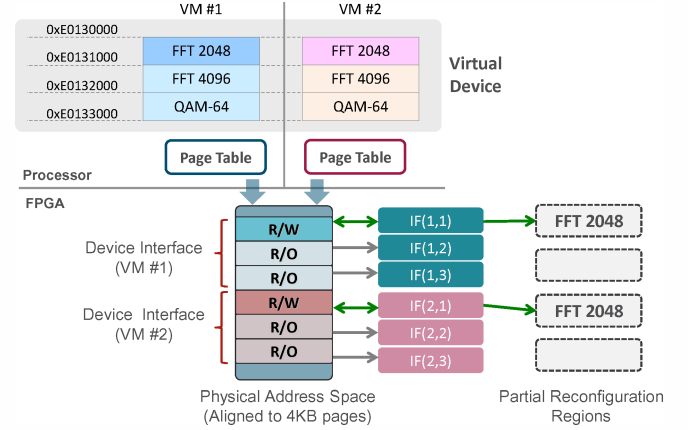 VM #1
VM #2
0xE0130000
0xE0131000
FFT 2048
FFT 2048
0xE0132000
FFT 4096
FFT 4096
0xE0133000
QAM-64
QAM-64
Virtual
Device
Page Table
Page Table
Processor
FPGA
Device Interface
(VM #1)
R/W
R/O
R/O
IF(1,1)
IF(1,2)
IF(1,3)
FFT 2048
Device Interface
(VM #2)
R/W
R/O
R/O
IF(2,1)
IF(2,2)
IF(2,3)
FFT 2048
Physical Address Space
(Aligned to 4KB pages)
Partial Reconfiguration
Regions